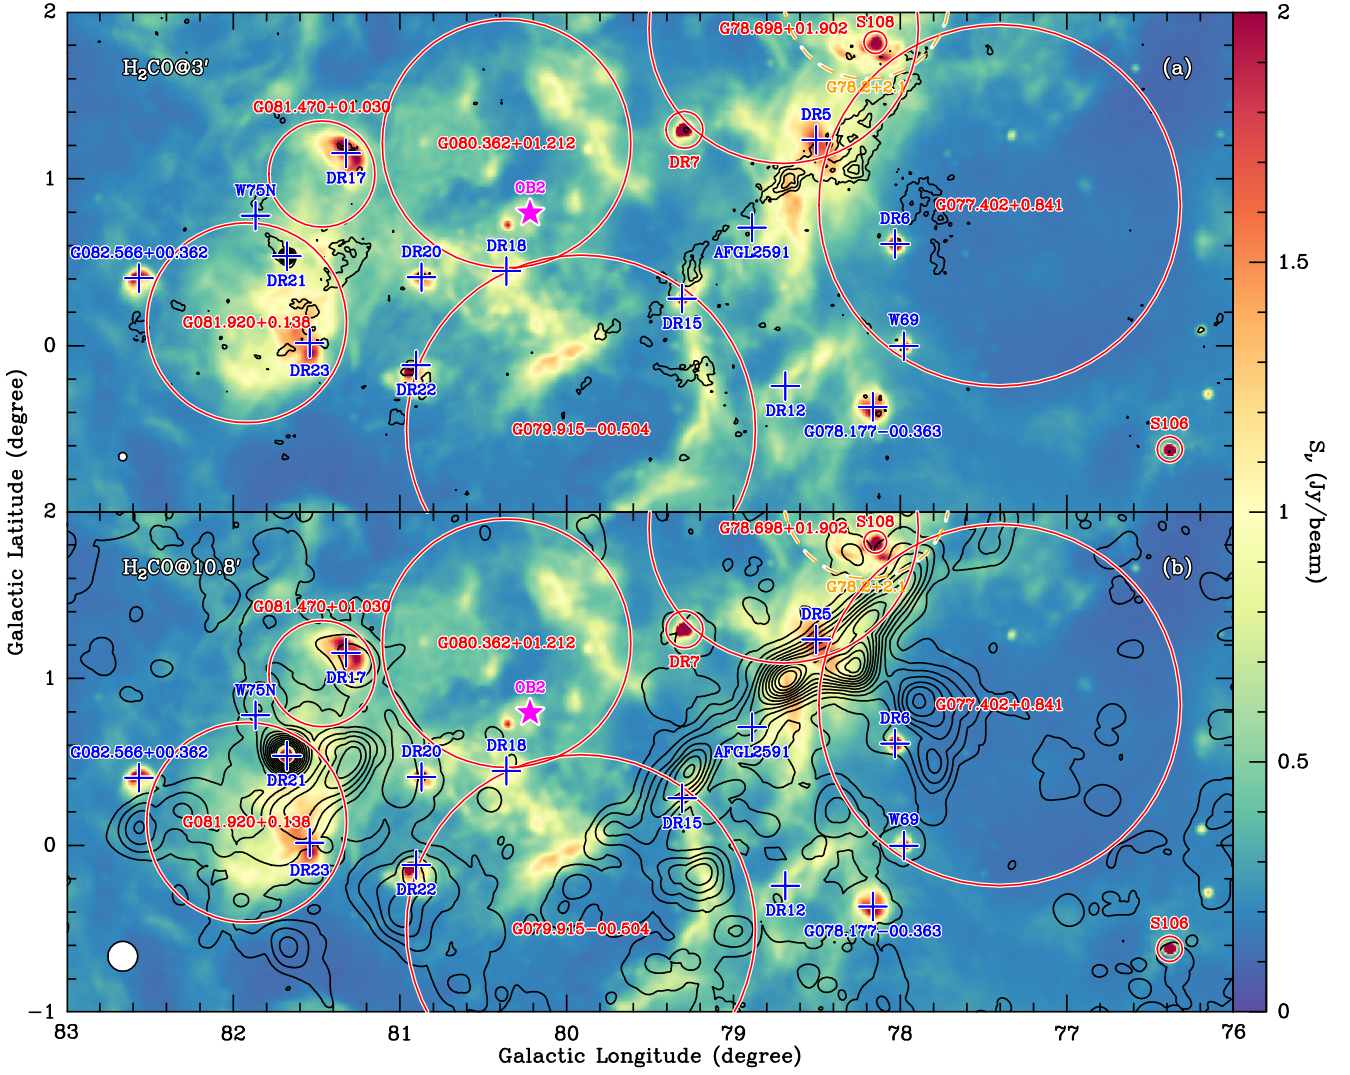 2
H₂CO@3′
(a)
G78.698+01.902
S108
G78.2+2.1
G081.470+01.030
DR17
W75N
G080.362+01.212
OB2
DR7
DR5
G077.402+0.841
DR6
G082.566+00.362
DR21
DR20
DR18
AFGL2591
1
G081.920+0.138
DR23
DR15
W69
0
DR22
DR12
G079.915−00.504
G078.177−00.363
S106
2
H₂CO@10.8′
(b)
G78.698+01.902
S108
G78.2+2.1
G081.470+01.030
DR17
W75N
G080.362+01.212
OB2
DR7
DR5
G077.402+0.841
DR6
G082.566+00.362
DR21
DR20
DR18
AFGL2591
1
G081.920+0.138
DR23
DR15
W69
0
DR22
DR12
G079.915−00.504
G078.177−00.363
S106
−1
83
82
81
80
79
78
77
76
Galactic Longitude (degree)
Galactic Latitude (degree)
2
1.5
1
0.5
0
Sν (Jy/beam)